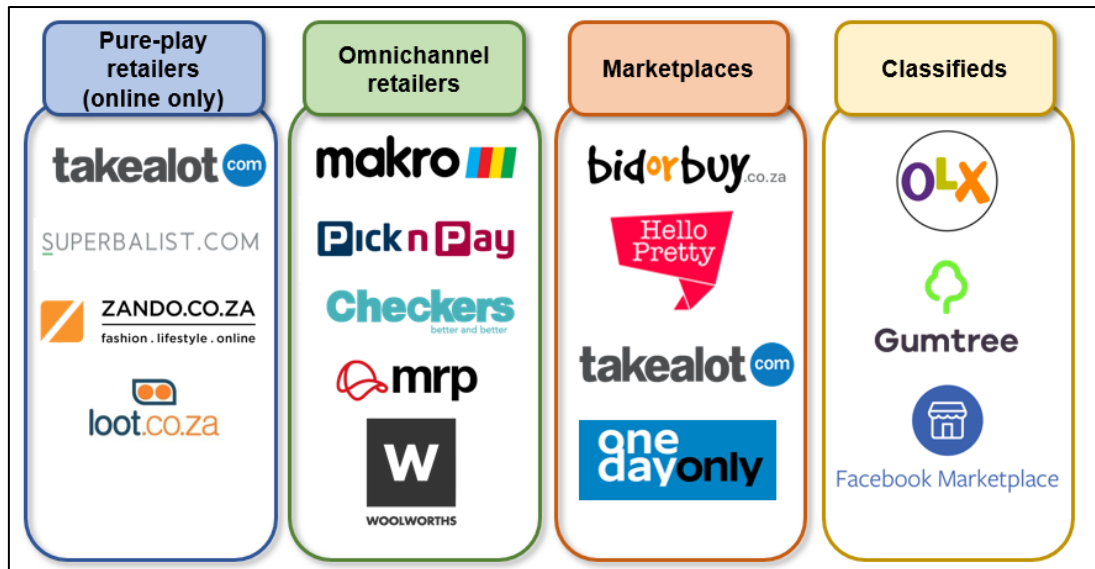 Pure-play
retailers
(online only)
takealot com
SUPERBALIST.COM
ZANDO.CO.ZA
fashion . lifestyle . online
loot.co.za
Omnichannel
retailers
makro
Pick n Pay
Checkers
better and better
mrp
W
WOOLWORTHS
Marketplaces
bidorbuy.co.za
Hello
Pretty
takealot com
one
dayonly
Classifieds
OLX
Gumtree
Facebook Marketplace